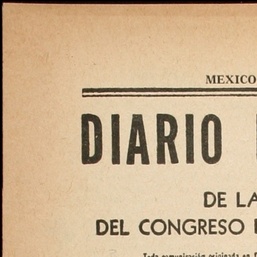 MEXICO
DIARIO
DE LA
DEL CONGRESO
Toda comunicación originada en